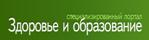 специализированный портал
Здоровье и образование